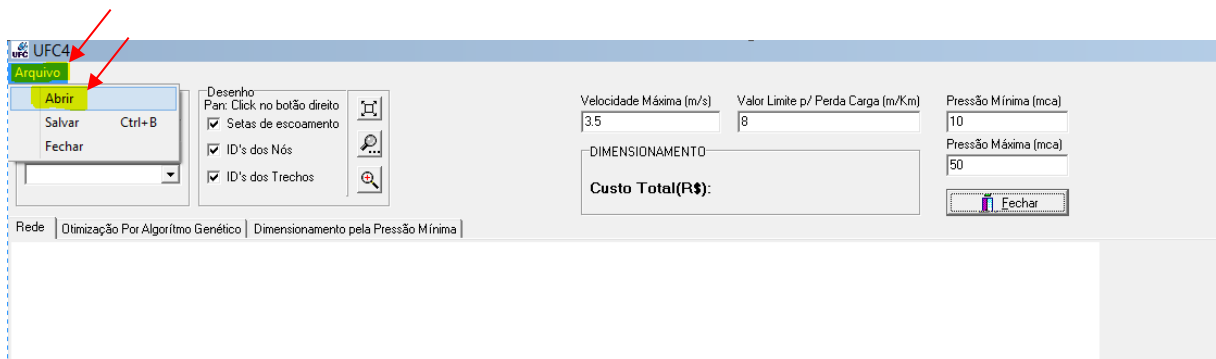 UFC UFC4
Arquivo
Abrir
Salvar Ctrl+B
Fechar
Desenho
Pan: Click no botão direito
Setas de escoamento
ID's dos Nós
ID's dos Trechos
Velocidade Máxima (m/s)
3.5
Valor Limite p/ Perda Carga (m/Km)
8
DIMENSIONAMENTO
Custo Total(R$):
Pressão Mínima (mca)
10
Pressão Máxima (mca)
50
Fechar
Rede
Otimização Por Algorítmo Genético
Dimensionamento pela Pressão Mínima